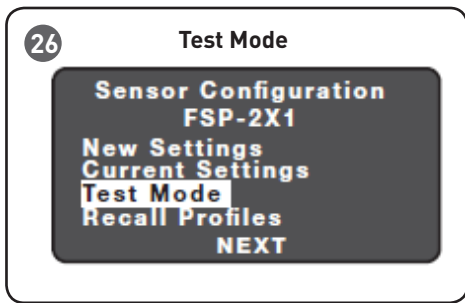 26
Test Mode
Sensor Configuration
FSP-2X1
New Settings
Current Settings
Test Mode
Recall Profiles
NEXT